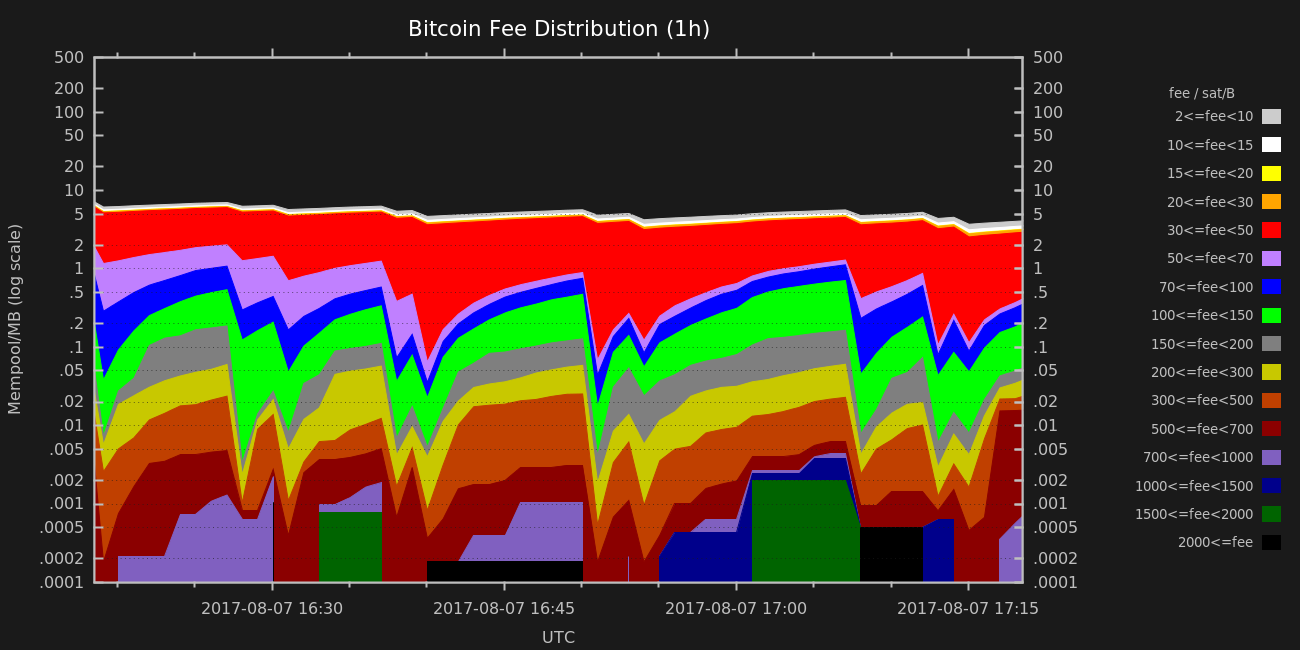 Bitcoin Fee Distribution (1h)
Mempool/MB (log scale)
500
200
100
50
20
10
5
2
1
.5
.2
.1
.05
.02
.01
.005
.002
.001
.0005
.0002
.0001
500
200
100
50
20
10
5
2
1
.5
.2
.1
.05
.02
.01
.005
.002
.001
.0005
.0002
.0001
fee / sat/B
2<=fee<10
10<=fee<15
15<=fee<20
20<=fee<30
30<=fee<50
50<=fee<70
70<=fee<100
100<=fee<150
150<=fee<200
200<=fee<300
300<=fee<500
500<=fee<700
700<=fee<1000
1000<=fee<1500
1500<=fee<2000
2000<=fee
2017-08-07 16:30 2017-08-07 16:45 2017-08-07 17:00 2017-08-07 17:15
UTC